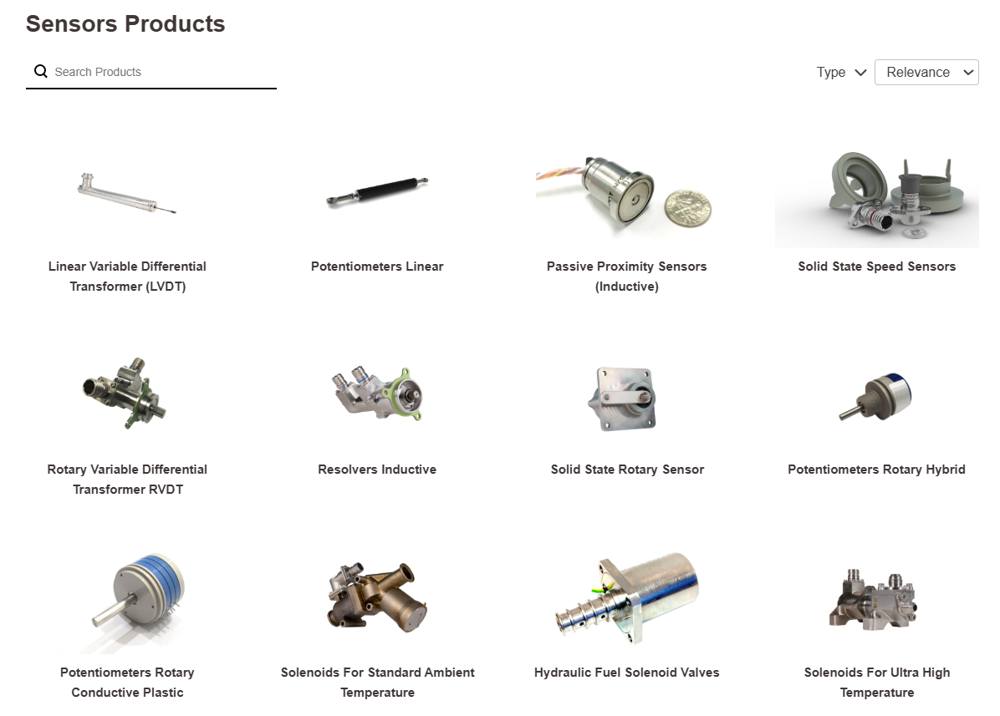 Sensors Products
Search Products
Type
Relevance
Linear Variable Differential
Transformer (LVDT)
Potentiometers Linear
Passive Proximity Sensors
(Inductive)
Solid State Speed Sensors
Rotary Variable Differential
Transformer RVDT
Resolvers Inductive
Solid State Rotary Sensor
Potentiometers Rotary Hybrid
Potentiometers Rotary
Conductive Plastic
Solenoids For Standard Ambient
Temperature
Hydraulic Fuel Solenoid Valves
Solenoids For Ultra High
Temperature